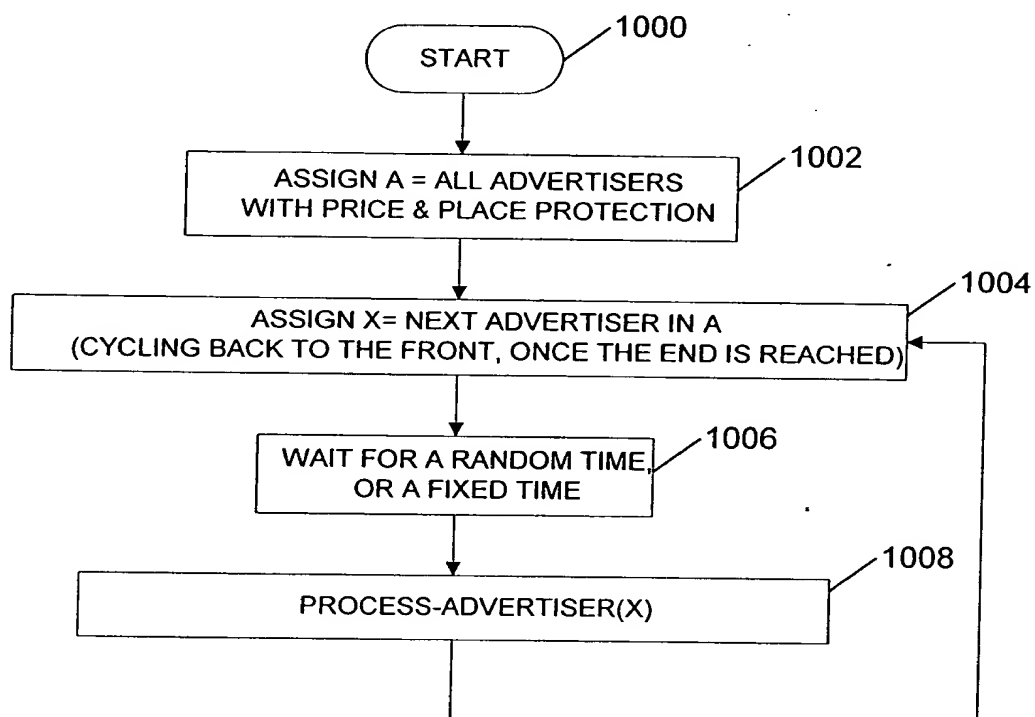 1000
START
1002
ASSIGN A = ALL ADVERTISERS
WITH PRICE & PLACE PROTECTION
1004
ASSIGN X= NEXT ADVERTISER IN A
(CYCLING BACK TO THE FRONT, ONCE THE END IS REACHED)
1006
WAIT FOR A RANDOM TIME,
OR A FIXED TIME
1008
PROCESS-ADVERTISER(X)